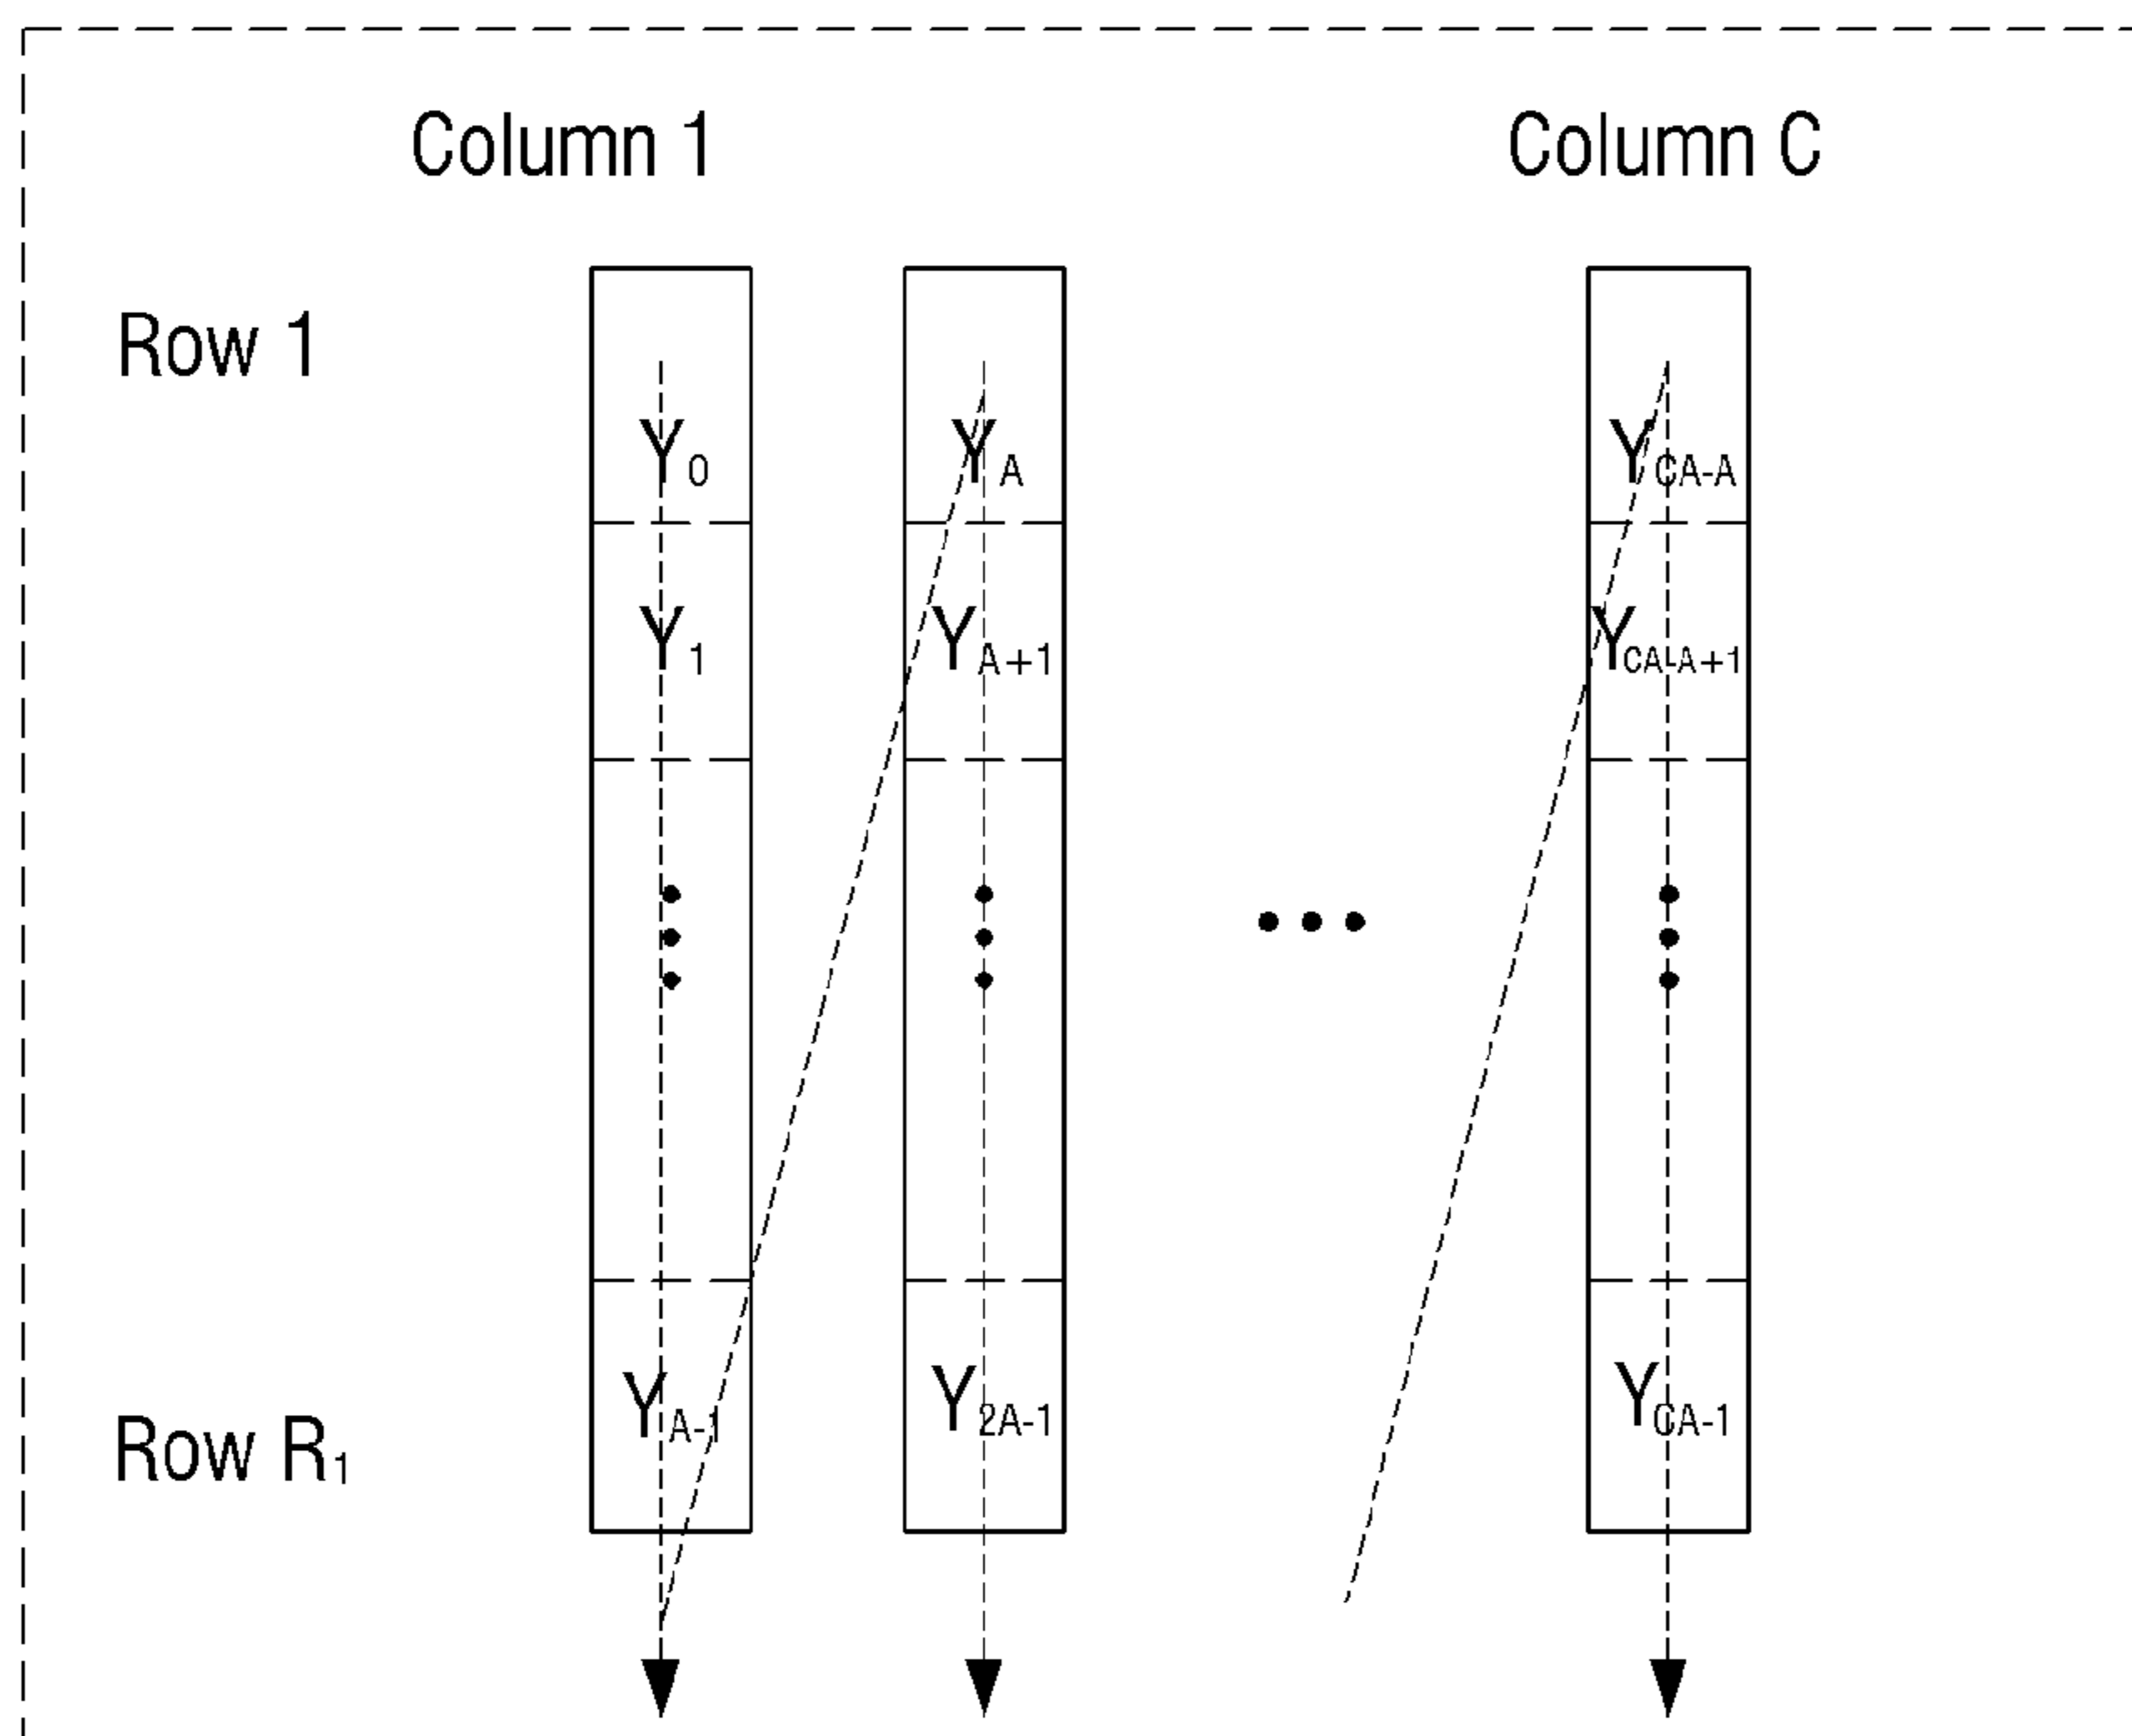 Column 1 Column C
Row 1
Y0 YA YCA-A
Y1 YA+1 YCA-A+1
YA-1 Y2A-1 YCA-1
Row R1